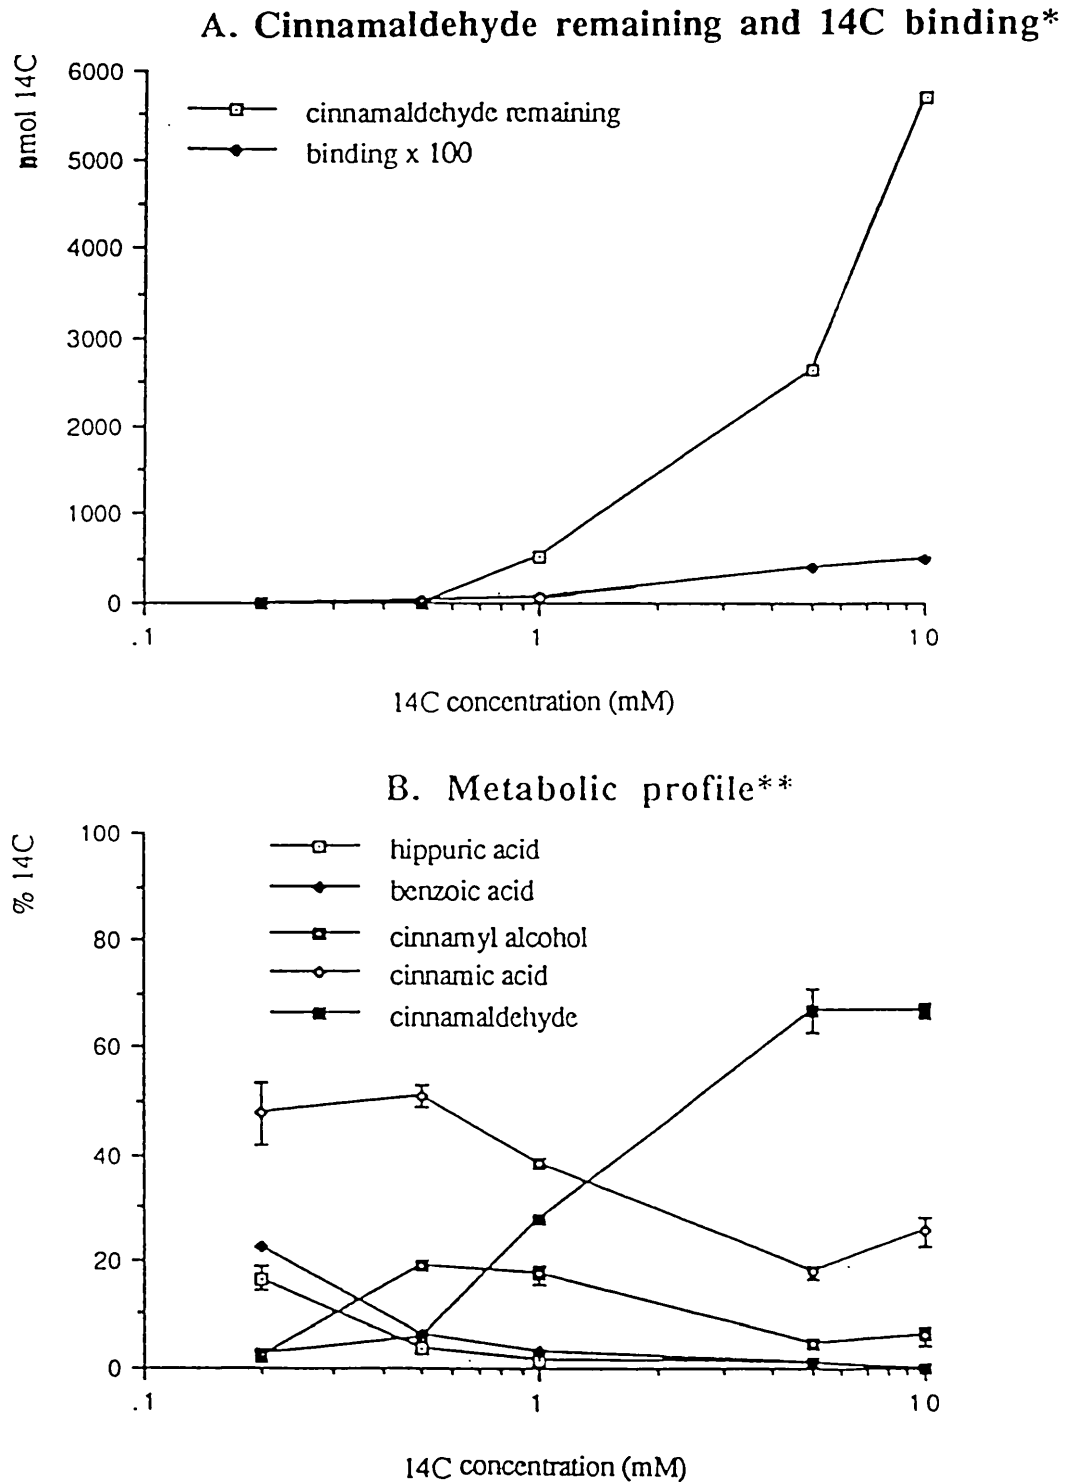 A. Cinnamaldehyde remaining and 14C binding*
nmol 14C
6000
5000
4000
3000
2000
1000
0
cinnamaldehyde remaining
binding x 100
.1
1
10
14C concentration (mM)
B. Metabolic profile**
% 14C
100
80
60
40
20
0
hippuric acid
benzoic acid
cinnamyl alcohol
cinnamic acid
cinnamaldehyde
.1
1
10
14C concentration (mM)